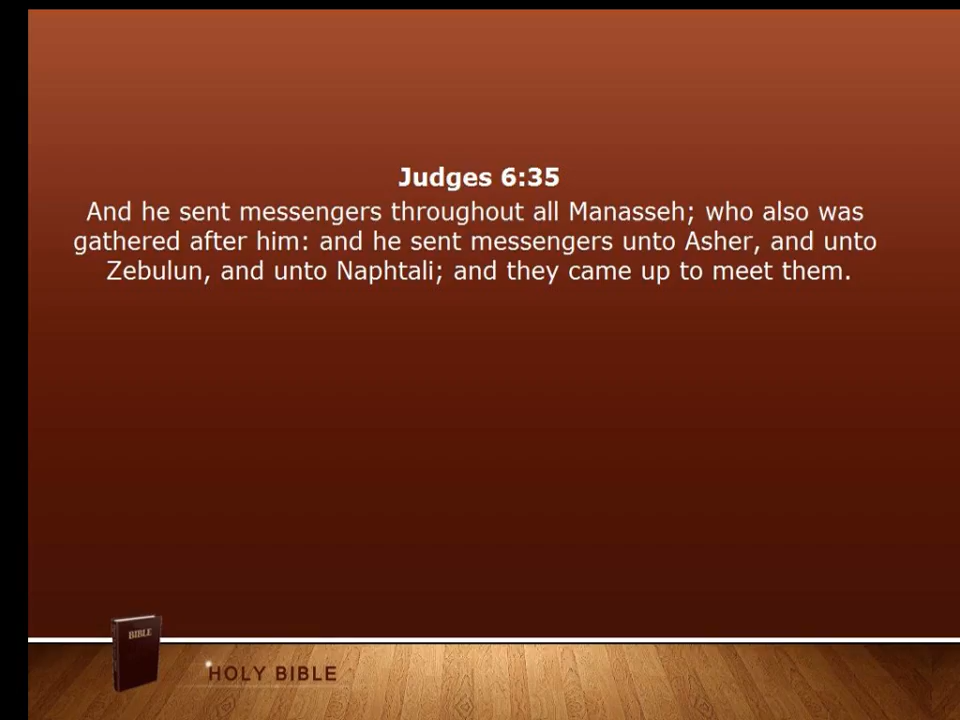 Judges 6:35
And he sent messengers throughout all Manasseh; who also was
gathered after him: and he sent messengers unto Asher, and unto
Zebulun, and unto Naphtali; and they came up to meet them.
BIBLE
HOLY BIBLE